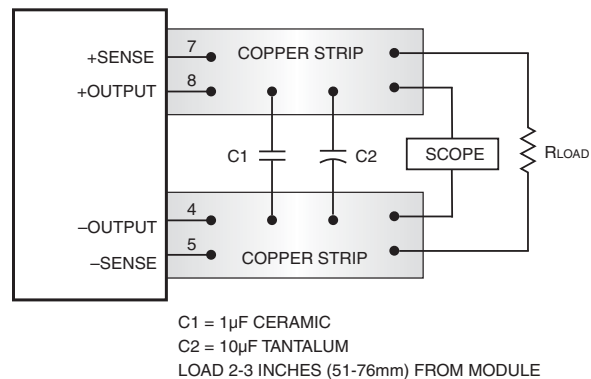 +SENSE
7
COPPER STRIP
+OUTPUT
8
C1
C2
SCOPE
RLOAD
–OUTPUT
4
–SENSE
5
COPPER STRIP
C1 = 1µF CERAMIC
C2 = 10µF TANTALUM
LOAD 2-3 INCHES (51-76mm) FROM MODULE